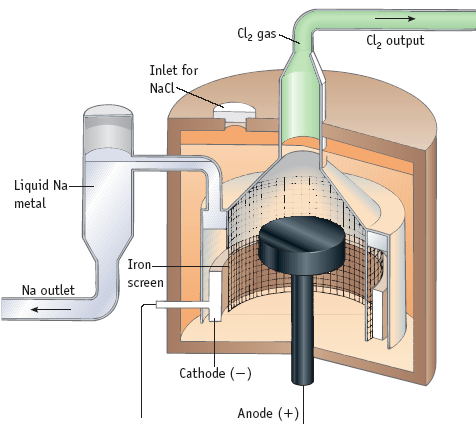 Cl₂ gas
Cl₂ output
Inlet for
NaCl
Liquid Na
metal
Iron
screen
Na outlet
Cathode (−)
Anode (+)